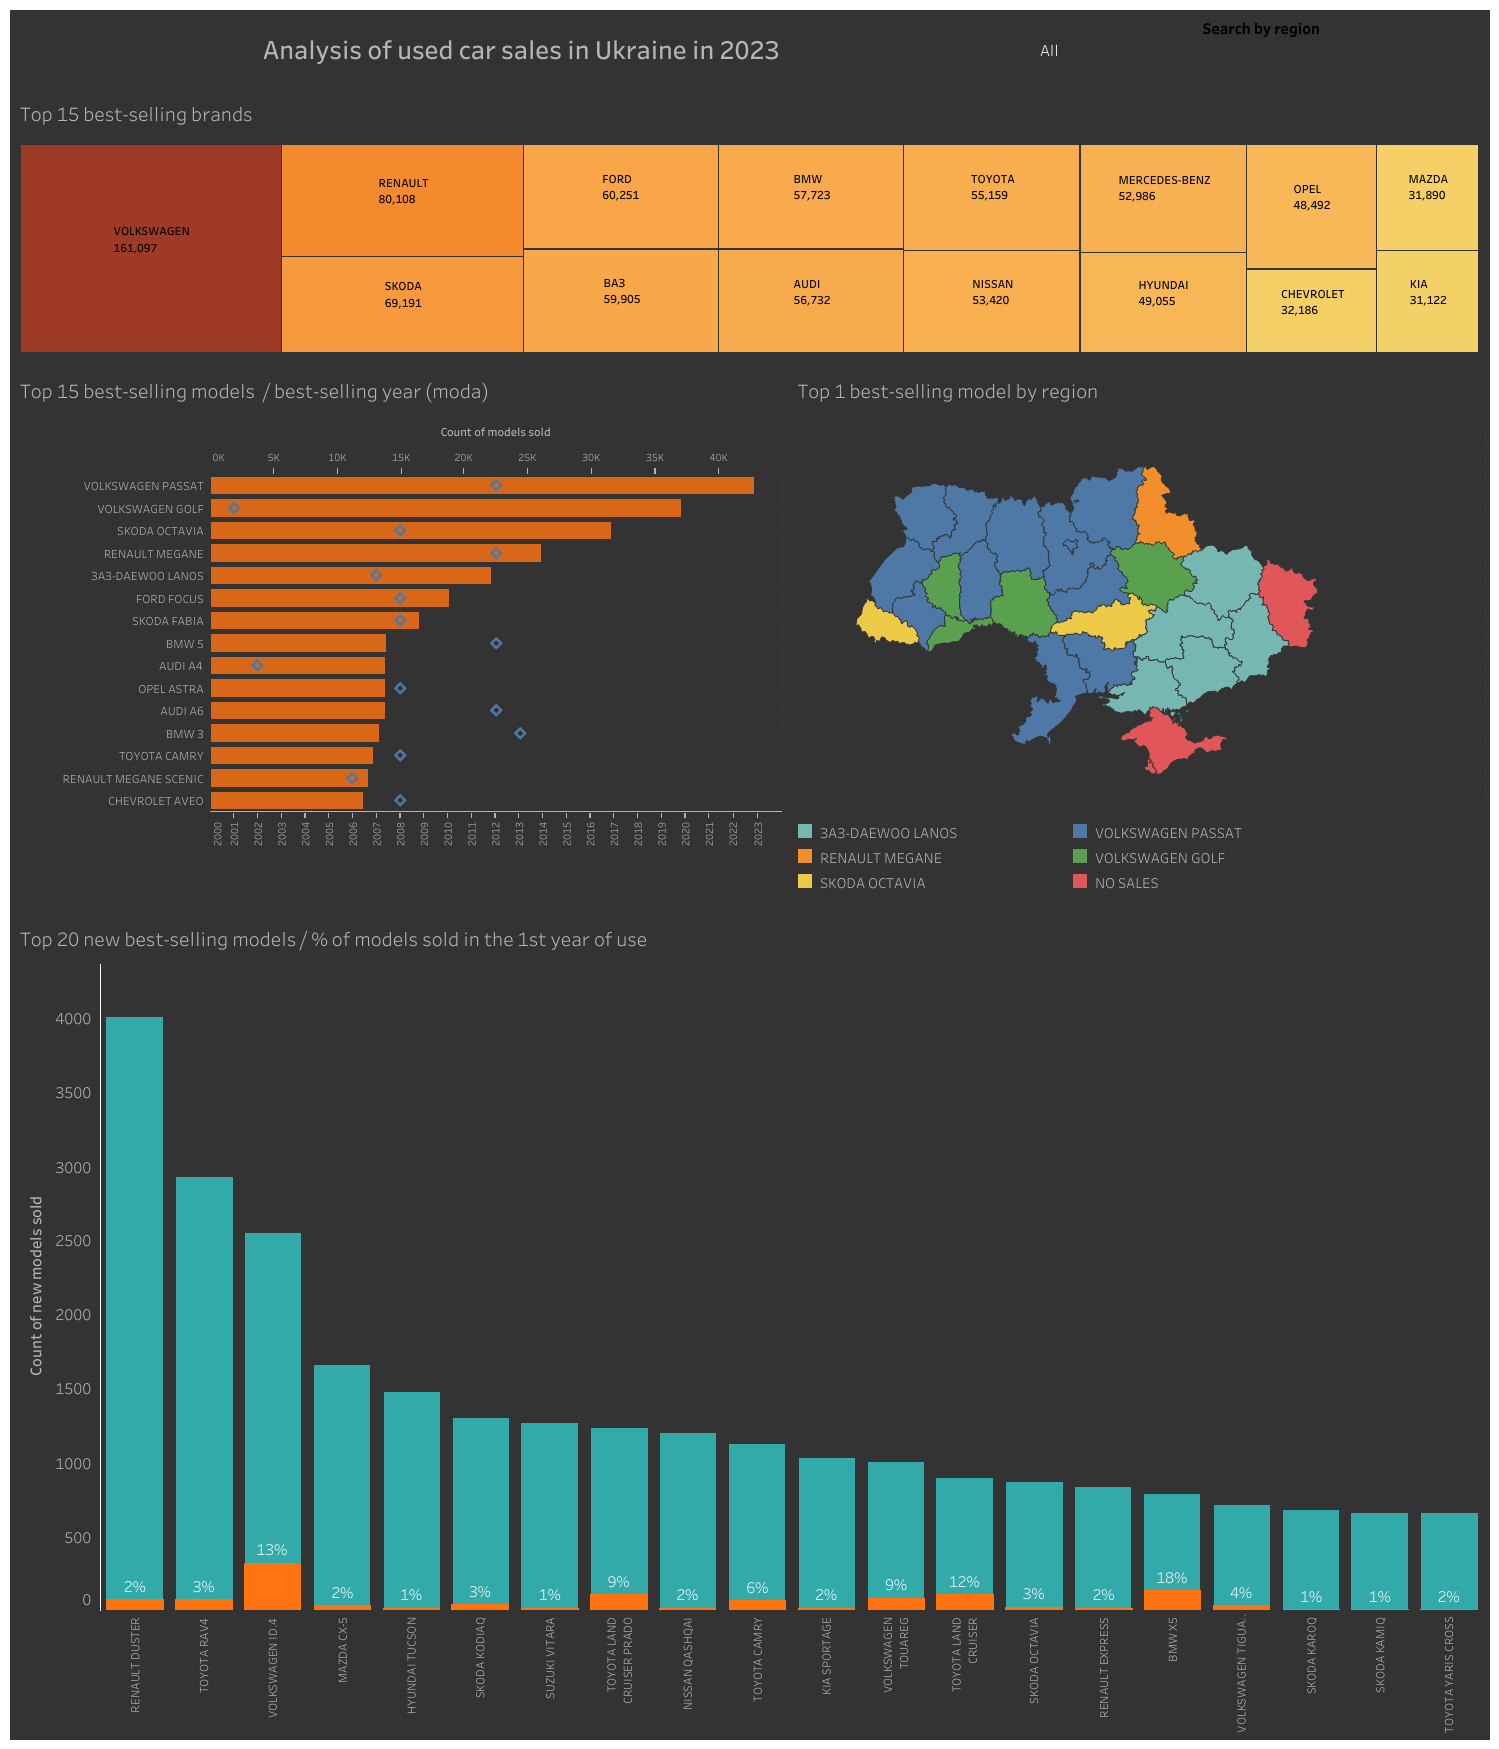 Search by region
Analysis of used car sales in Ukraine in 2023
All
Top 15 best-selling brands
VOLKSWAGEN
161,097
RENAULT
80,108
SKODA
69,191
FORD
60,251
ВАЗ
59,905
BMW
57,723
AUDI
56,732
TOYOTA
55,159
NISSAN
53,420
MERCEDES-BENZ
52,986
HYUNDAI
49,055
OPEL
48,492
CHEVROLET
32,186
MAZDA
31,890
KIA
31,122
Top 15 best-selling models / best-selling year (moda)
Count of models sold
0K 5K 10K 15K 20K 25K 30K 35K 40K
VOLKSWAGEN PASSAT
VOLKSWAGEN GOLF
SKODA OCTAVIA
RENAULT MEGANE
ЗАЗ-DAEWOO LANOS
FORD FOCUS
SKODA FABIA
BMW 5
AUDI A4
OPEL ASTRA
AUDI A6
BMW 3
TOYOTA CAMRY
RENAULT MEGANE SCENIC
CHEVROLET AVEO
2000 2001 2002 2003 2004 2005 2006 2007 2008 2009 2010 2011 2012 2013 2014 2015 2016 2017 2018 2019 2020 2021 2022 2023
Top 1 best-selling model by region
ЗАЗ-DAEWOO LANOS
RENAULT MEGANE
SKODA OCTAVIA
VOLKSWAGEN PASSAT
VOLKSWAGEN GOLF
NO SALES
Top 20 new best-selling models / % of models sold in the 1st year of use
Count of new models sold
4000
3500
3000
2500
2000
1500
1000
500
0
2% 3% 13% 2% 1% 3% 1% 9% 2% 6% 2% 9% 12% 3% 2% 18% 4% 1% 1% 2%
RENAULT DUSTER
TOYOTA RAV4
VOLKSWAGEN ID.4
MAZDA CX-5
HYUNDAI TUCSON
SKODA KODIAQ
SUZUKI VITARA
TOYOTA LAND
CRUISER PRADO
NISSAN QASHQAI
TOYOTA CAMRY
KIA SPORTAGE
VOLKSWAGEN
TOUAREG
TOYOTA LAND
CRUISER
SKODA OCTAVIA
RENAULT EXPRESS
BMW X5
VOLKSWAGEN TIGUA..
SKODA KAROQ
SKODA KAMIQ
TOYOTA YARIS CROSS